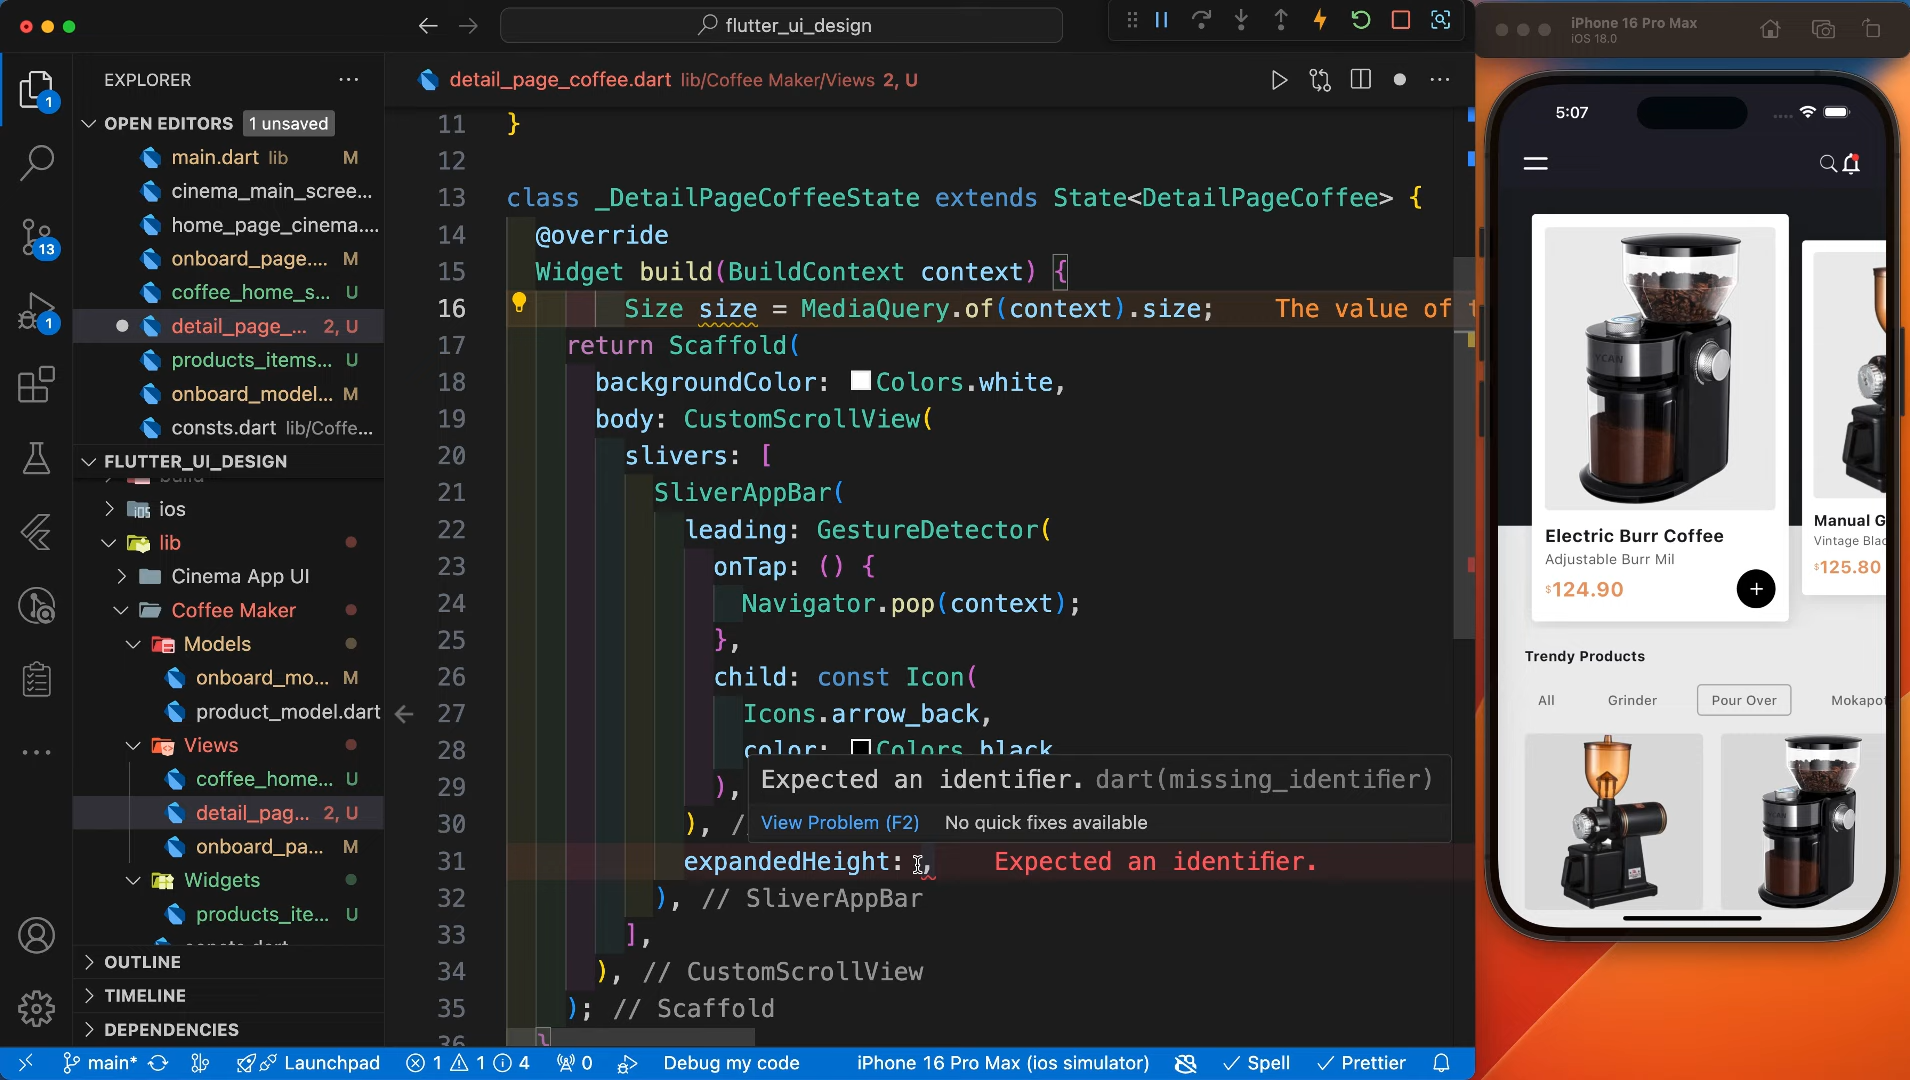 flutter_ui_design
iPhone 16 Pro Max
iOS 18.0
EXPLORER
OPEN EDITORS 1 unsaved
main.dart lib M
cinema_main_scree...
home_page_cinema....
onboard_page.... M
coffee_home_s... U
detail_page_... 2, U
products_items... U
onboard_model... M
consts.dart lib/Coffe...
FLUTTER_UI_DESIGN
build
ios
lib
Cinema App UI
Coffee Maker
Models
onboard_mo... M
product_model.dart
Views
coffee_home... U
detail_pag... 2, U
onboard_pa... M
Widgets
products_ite... U
consts.dart
OUTLINE
TIMELINE
DEPENDENCIES
1
13
1
detail_page_coffee.dart lib/Coffee Maker/Views 2, U
11 }
12
13 class _DetailPageCoffeeState extends State<DetailPageCoffee> {
14 @override
15 Widget build(BuildContext context) {
16 Size size = MediaQuery.of(context).size; The value of t
17 return Scaffold(
18 backgroundColor: Colors.white,
19 body: CustomScrollView(
20 slivers: [
21 SliverAppBar(
22 leading: GestureDetector(
23 onTap: () {
24 Navigator.pop(context);
25 },
26 child: const Icon(
27 Icons.arrow_back,
28 color: Colors.black
29 ),
30 ), /
31 expandedHeight: , Expected an identifier.
32 ), // SliverAppBar
33 ],
34 ), // CustomScrollView
35 ); // Scaffold
36 }
Expected an identifier. dart(missing_identifier)
View Problem (F2) No quick fixes available
5:07
Electric Burr Coffee
Adjustable Burr Mil
$124.90
+
Manual G
Vintage Blac
$125.80
Trendy Products
All Grinder Pour Over Mokapot
main* Launchpad 1 1 4 0 Debug my code iPhone 16 Pro Max (ios simulator) Spell Prettier